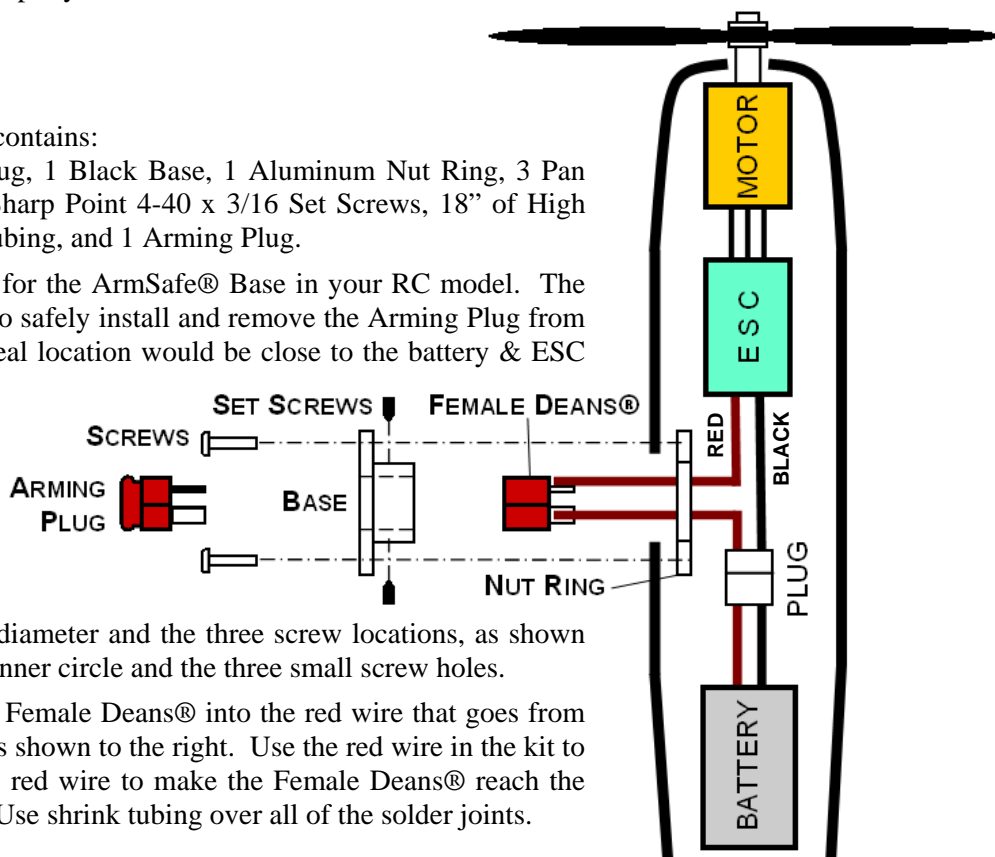 contains:
ug, 1 Black Base, 1 Aluminum Nut Ring, 3 Pan
Sharp Point 4-40 x 3/16 Set Screws, 18” of High
ubing, and 1 Arming Plug.
for the ArmSafe® Base in your RC model. The
o safely install and remove the Arming Plug from
eal location would be close to the battery & ESC
MOTOR
ESC
RED
BLACK
SET SCREWS
FEMALE DEANS®
SCREWS
ARMING
PLUG
BASE
NUT RING
PLUG
BATTERY
diameter and the three screw locations, as shown
nner circle and the three small screw holes.
Female Deans® into the red wire that goes from
s shown to the right. Use the red wire in the kit to
red wire to make the Female Deans® reach the
Use shrink tubing over all of the solder joints.